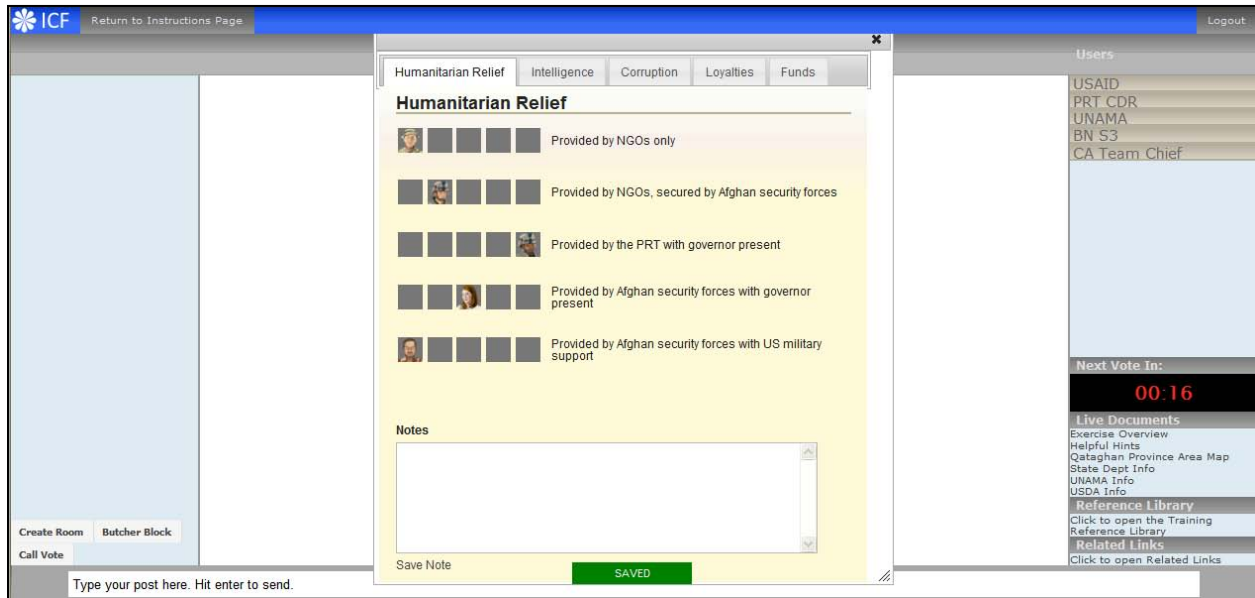 ICF
Return to Instructions Page
Logout
Users
USAID
PRT CDR
UNAMA
BN S3
CA Team Chief
Humanitarian Relief
Intelligence
Corruption
Loyalties
Funds
Humanitarian Relief
Provided by NGOs only
Provided by NGOs, secured by Afghan security forces
Provided by the PRT with governor present
Provided by Afghan security forces with governor
present
Provided by Afghan security forces with US military
support
Notes
Save Note
SAVED
Next Vote In:
00:16
Live Documents
Exercise Overview
Helpful Hints
Qataghan Province Area Map
State Dept Info
UNAMA Info
USDA Info
Reference Library
Click to open the Training
Reference Library
Related Links
Click to open Related Links
Create Room
Butcher Block
Call Vote
Type your post here. Hit enter to send.